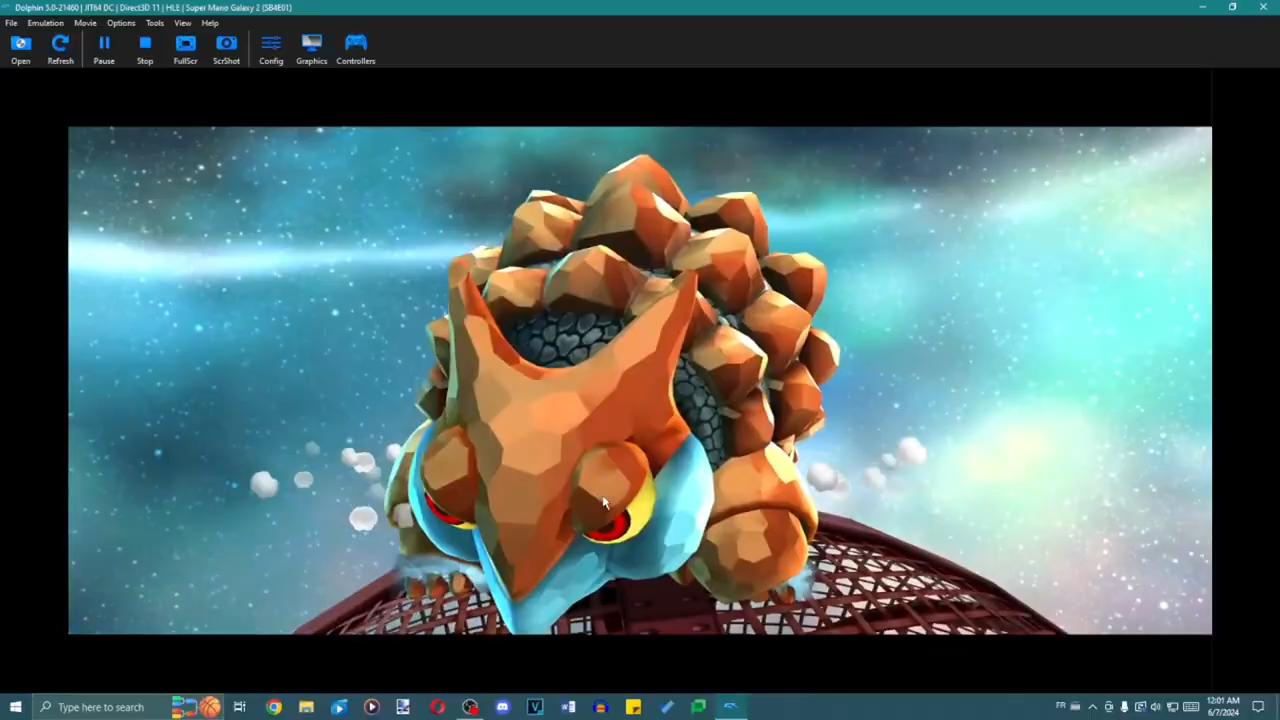 Dolphin 5.0-21460 | JIT64 DC | Direct3D 11 | HLE | Super Mario Galaxy 2 (SB4E01)
File Emulation Movie Options Tools View Help
Open Refresh Pause Stop FullScr ScrShot Config Graphics Controllers
Type here to search
FR
12:01 AM
6/7/2024